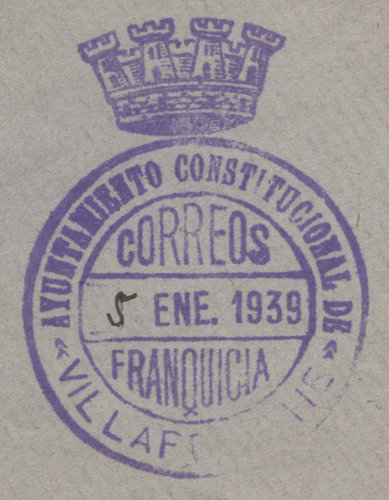 AYUNTAMIENTO CONSTITUCIONAL DE
CORREOS
5 ENE. 1939
FRANQUICIA